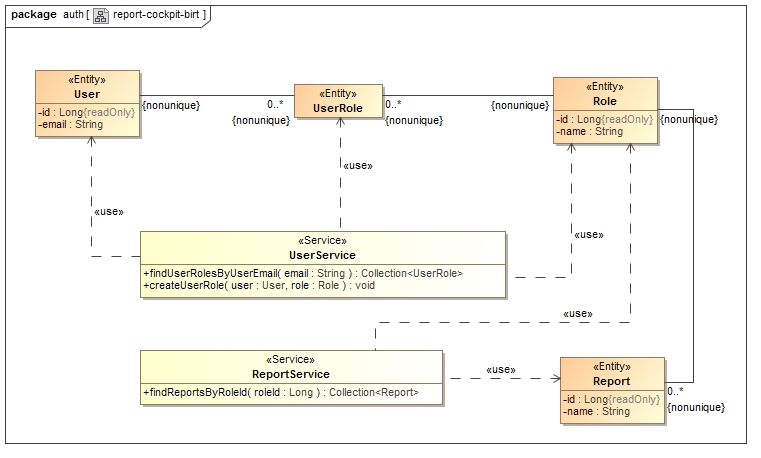 package auth [ report-cockpit-birt ]
«Entity»
User
-id : Long{readOnly}
-email : String
{nonunique}
0..*
{nonunique}
«Entity»
UserRole
0..*
{nonunique}
{nonunique}
«Entity»
Role
-id : Long{readOnly}
-name : String
{nonunique}
«use»
«use»
«use»
«Service»
UserService
+findUserRolesByUserEmail( email : String ) : Collection<UserRole>
+createUserRole( user : User, role : Role ) : void
«use»
«Service»
ReportService
+findReportsByRoleId( roleId : Long ) : Collection<Report>
«use»
«Entity»
Report
-id : Long{readOnly}
-name : String
0..*
{nonunique}